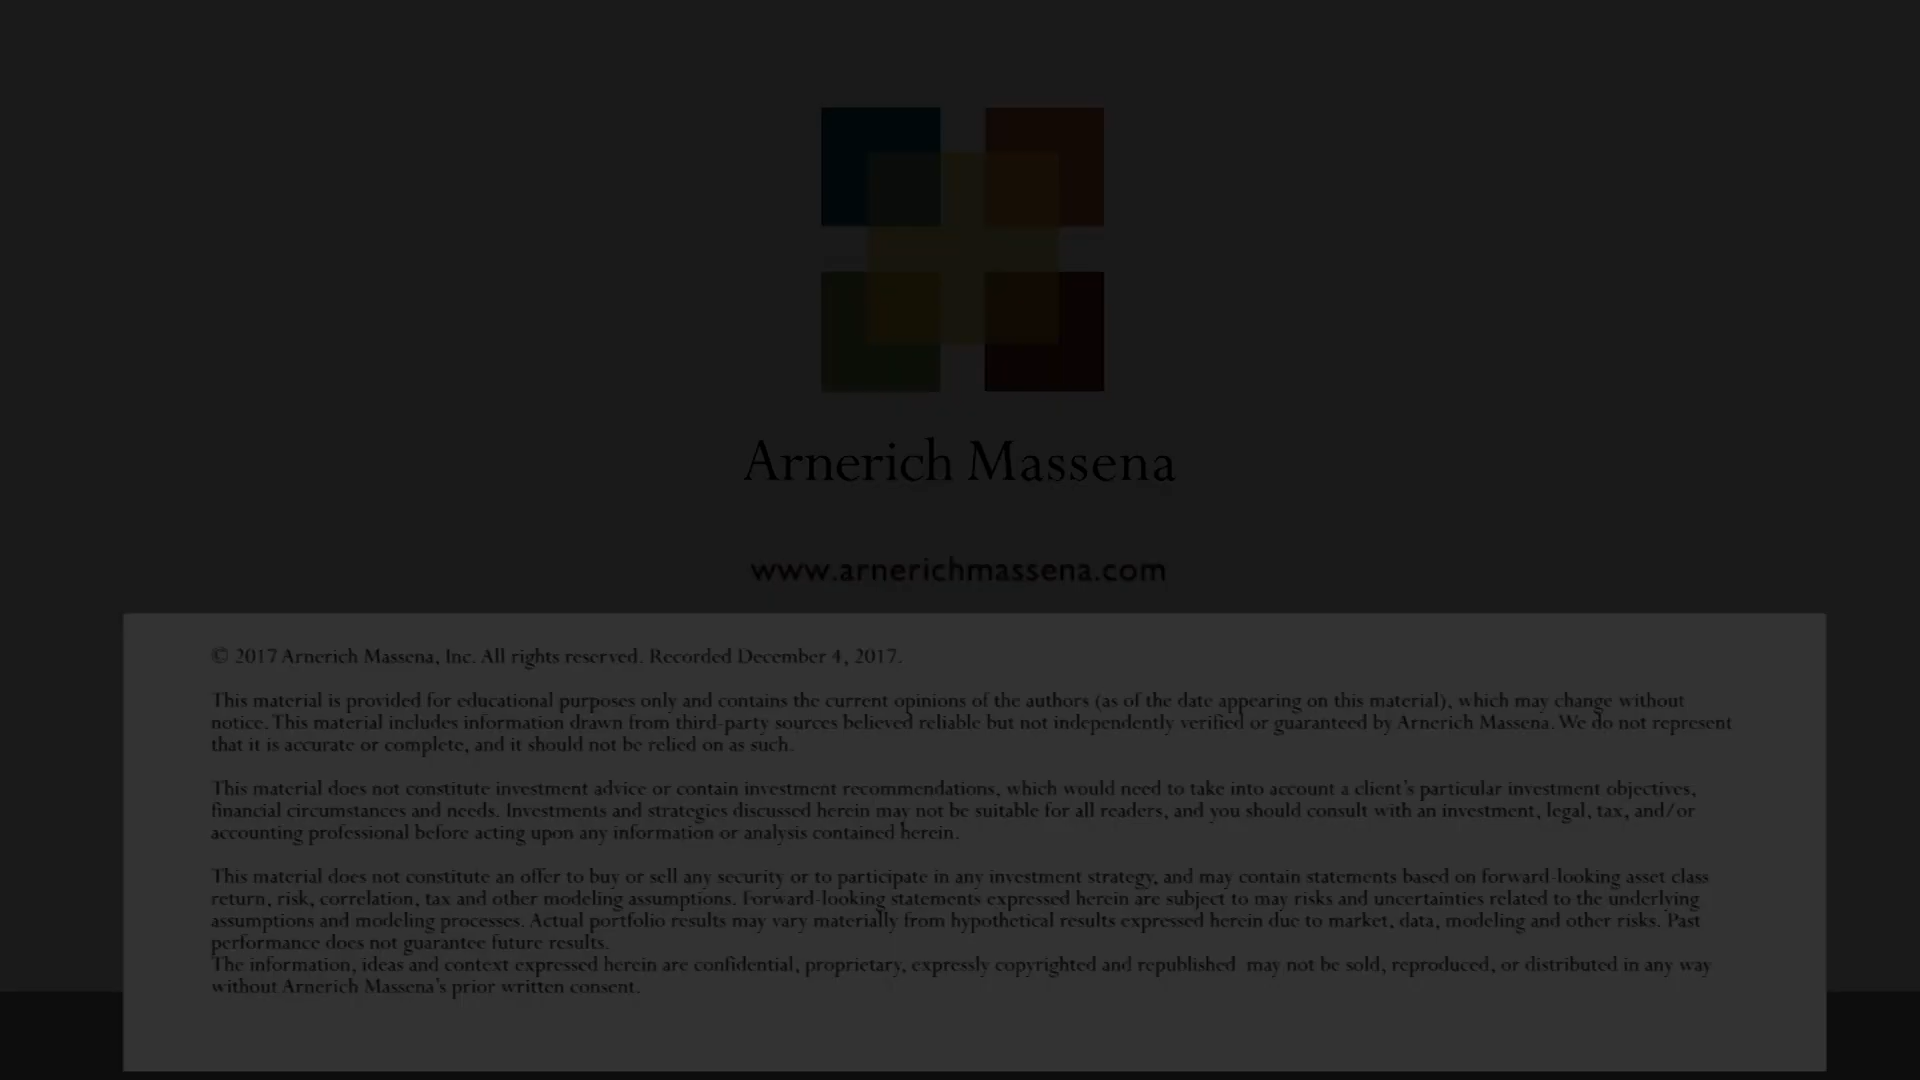 Arnerich Massena
www.arnerichmassena.com
© 2017 Arnerich Massena, Inc. All rights reserved. Recorded December 4, 2017.
This material is provided for educational purposes only and contains the current opinions of the authors (as of the date appearing on this material), which may change without
notice. This material includes information drawn from third-party sources believed reliable but not independently verified or guaranteed by Arnerich Massena. We do not represent
that it is accurate or complete, and it should not be relied on as such.
This material does not constitute investment advice or contain investment recommendations, which would need to take into account a client's particular investment objectives,
financial circumstances and needs. Investments and strategies discussed herein may not be suitable for all readers, and you should consult with an investment, legal, tax, and/or
accounting professional before acting upon any information or analysis contained herein.
This material does not constitute an offer to buy or sell any security or to participate in any investment strategy, and may contain statements based on forward-looking asset class
return, risk, correlation, tax and other modeling assumptions. Forward-looking statements expressed herein are subject to may risks and uncertainties related to the underlying
assumptions and modeling processes. Actual portfolio results may vary materially from hypothetical results expressed herein due to market, data, modeling and other risks. Past
performance does not guarantee future results.
The information, ideas and context expressed herein are confidential, proprietary, expressly copyrighted and republished may not be sold, reproduced, or distributed in any way
without Arnerich Massena's prior written consent.